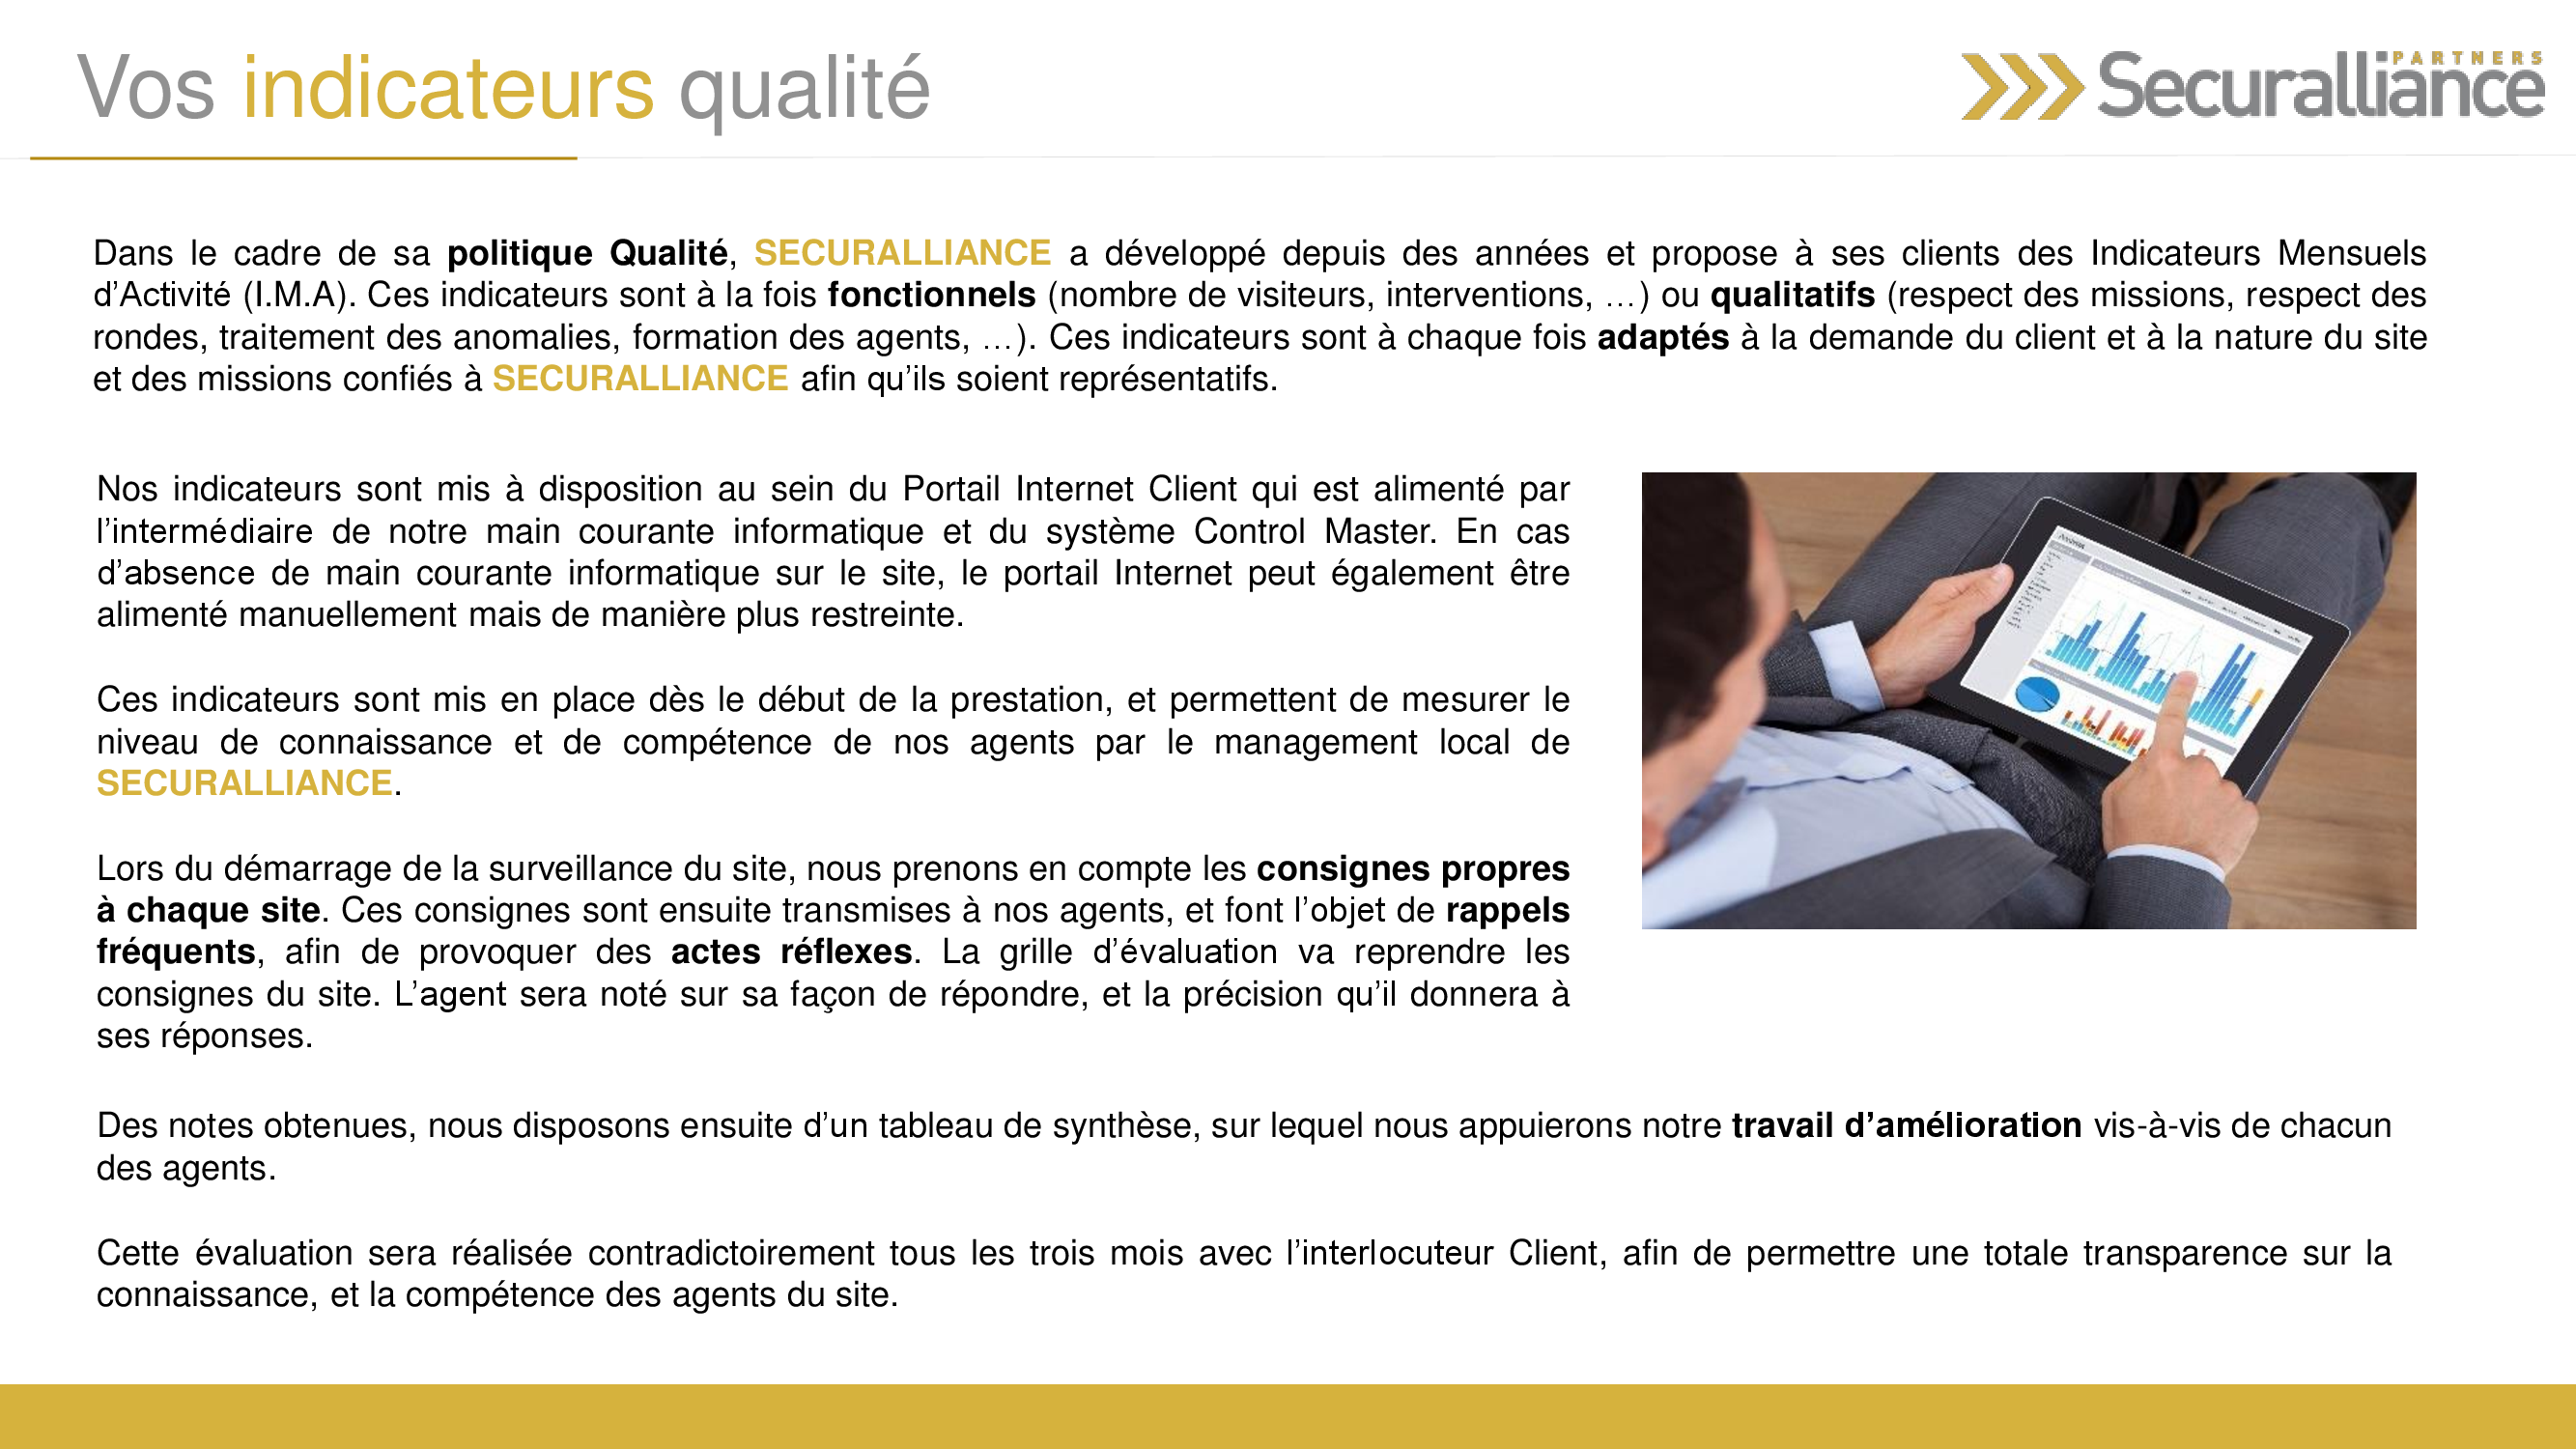 Vos indicateurs qualité
PARTNERS
Securalliance
Dans le cadre de sa politique Qualité, SECURALLIANCE a développé depuis des années et propose à ses clients des Indicateurs Mensuels
d’Activité (I.M.A). Ces indicateurs sont à la fois fonctionnels (nombre de visiteurs, interventions, …) ou qualitatifs (respect des missions, respect des
rondes, traitement des anomalies, formation des agents, …). Ces indicateurs sont à chaque fois adaptés à la demande du client et à la nature du site
et des missions confiés à SECURALLIANCE afin qu’ils soient représentatifs.
Nos indicateurs sont mis à disposition au sein du Portail Internet Client qui est alimenté par
l’intermédiaire de notre main courante informatique et du système Control Master. En cas
d’absence de main courante informatique sur le site, le portail Internet peut également être
alimenté manuellement mais de manière plus restreinte.
Ces indicateurs sont mis en place dès le début de la prestation, et permettent de mesurer le
niveau de connaissance et de compétence de nos agents par le management local de
SECURALLIANCE.
Lors du démarrage de la surveillance du site, nous prenons en compte les consignes propres
à chaque site. Ces consignes sont ensuite transmises à nos agents, et font l’objet de rappels
fréquents, afin de provoquer des actes réflexes. La grille d’évaluation va reprendre les
consignes du site. L’agent sera noté sur sa façon de répondre, et la précision qu’il donnera à
ses réponses.
Des notes obtenues, nous disposons ensuite d’un tableau de synthèse, sur lequel nous appuierons notre travail d’amélioration vis-à-vis de chacun
des agents.
Cette évaluation sera réalisée contradictoirement tous les trois mois avec l’interlocuteur Client, afin de permettre une totale transparence sur la
connaissance, et la compétence des agents du site.